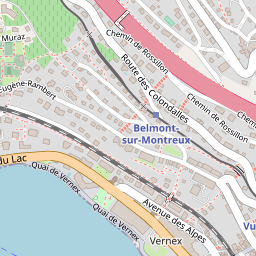 Muraz
Chemin de Rossillon
Route des Colondalles
Eugène-Rambert
Chemin de Rossillon
Belmont-
sur-Montreux
du Lac
Quai de Vernex
Quai de Vernex
Avenue des Alpes
Vernex
Vu